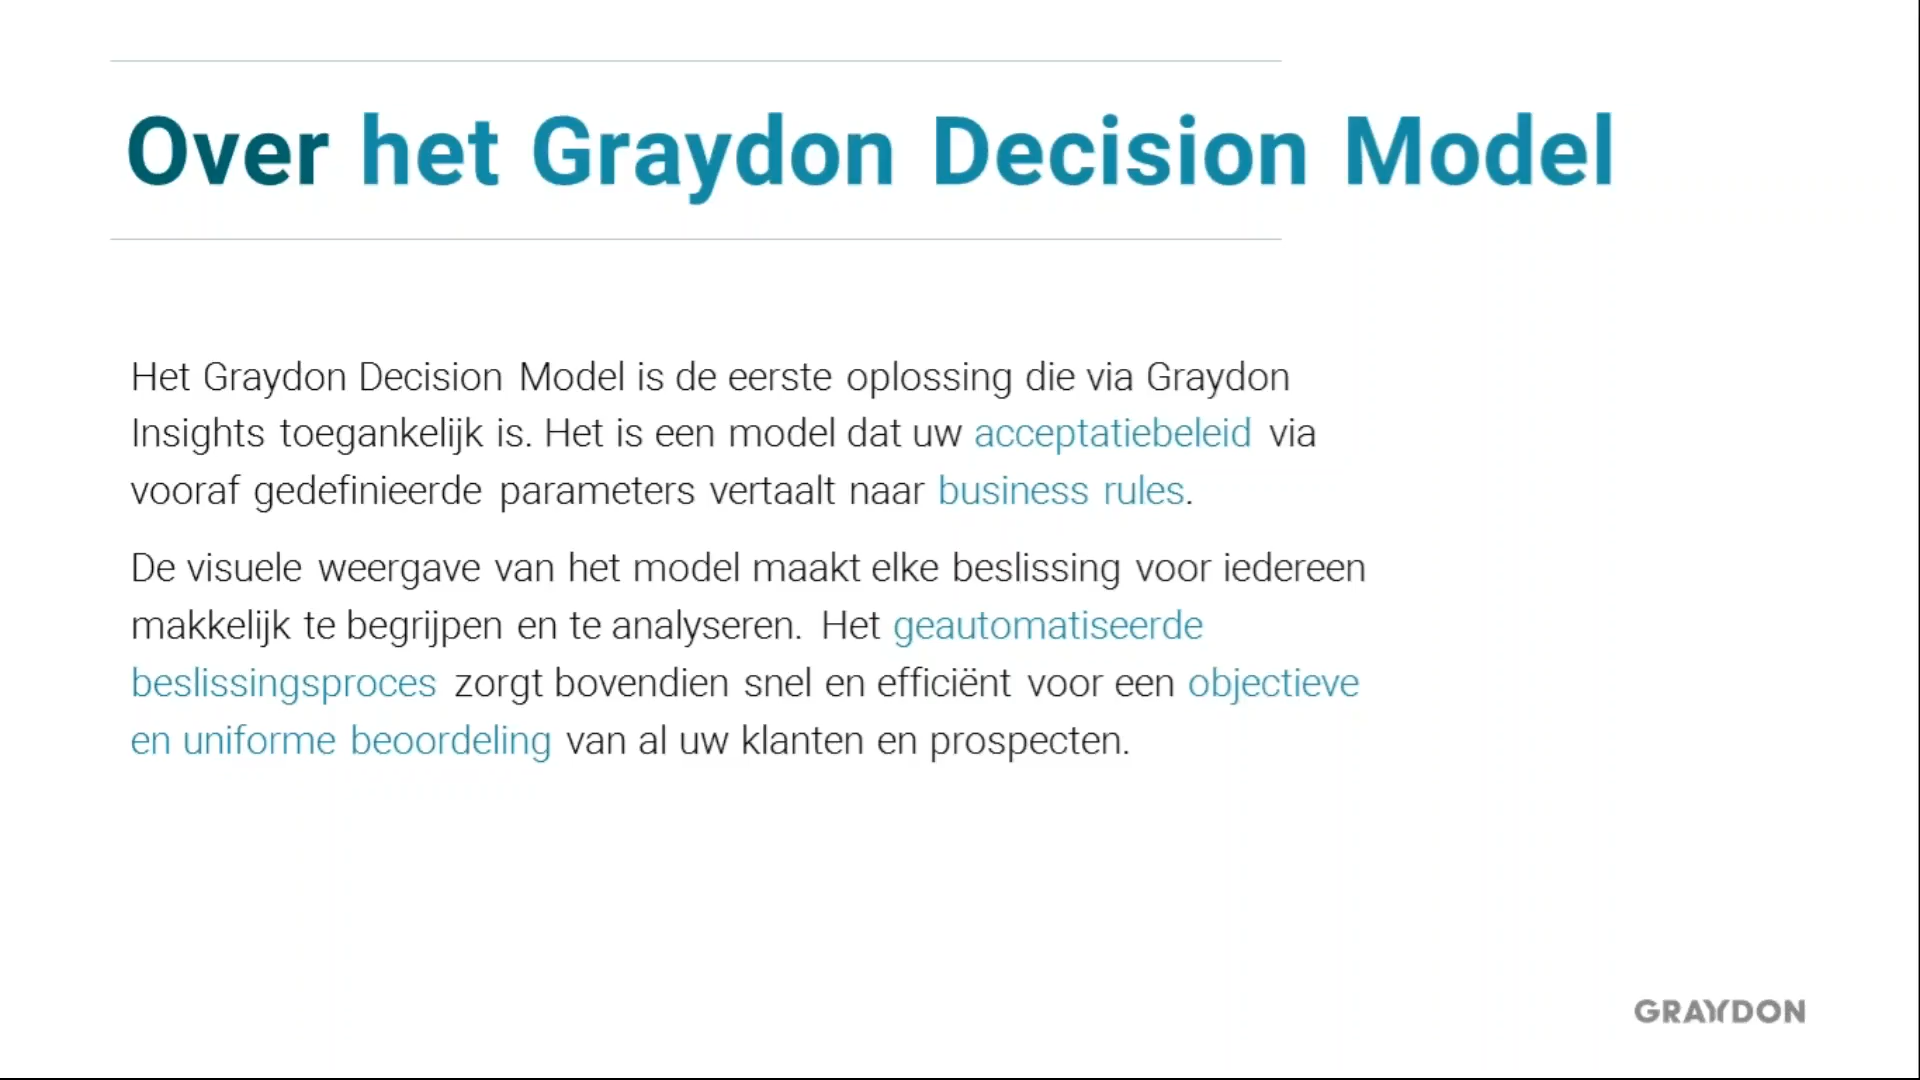 Over het Graydon Decision Model
Het Graydon Decision Model is de eerste oplossing die via Graydon
Insights toegankelijk is. Het is een model dat uw acceptatiebeleid via
vooraf gedefinieerde parameters vertaalt naar business rules.
De visuele weergave van het model maakt elke beslissing voor iedereen
makkelijk te begrijpen en te analyseren. Het geautomatiseerde
beslissingsproces zorgt bovendien snel en efficiënt voor een objectieve
en uniforme beoordeling van al uw klanten en prospecten.
GRAYDON